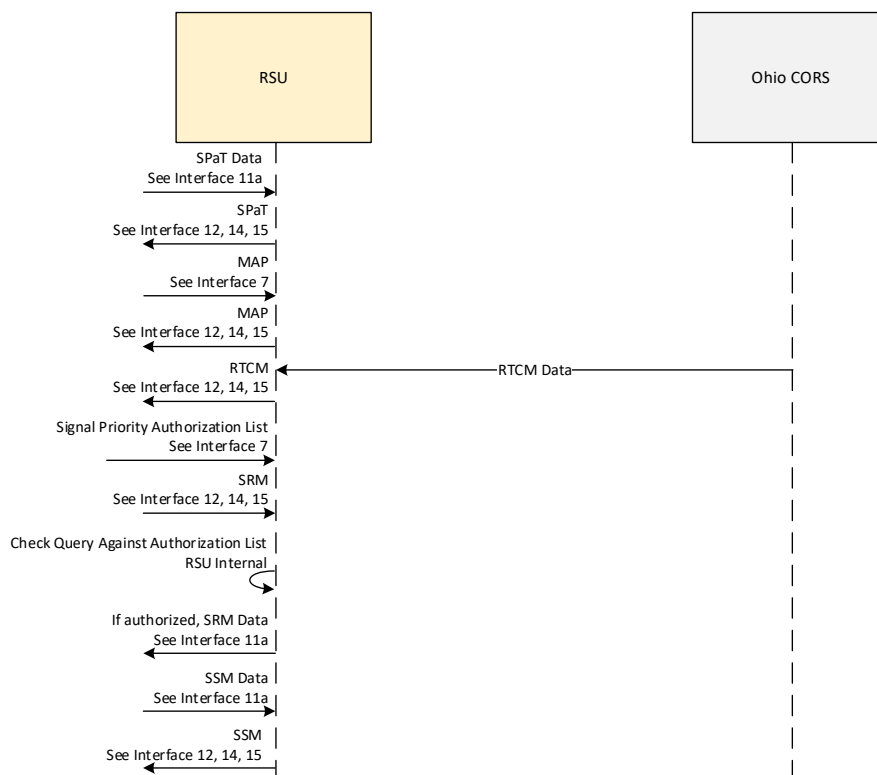 RSU
Ohio CORS
SPaT Data
See Interface 11a
SPaT
See Interface 12, 14, 15
MAP
See Interface 7
MAP
See Interface 12, 14, 15
RTCM
RTCM Data
See Interface 12, 14, 15
Signal Priority Authorization List
See Interface 7
SRM
See Interface 12, 14, 15
Check Query Against Authorization List
RSU Internal
If authorized, SRM Data
See Interface 11a
SSM Data
See Interface 11a
SSM
See Interface 12, 14, 15